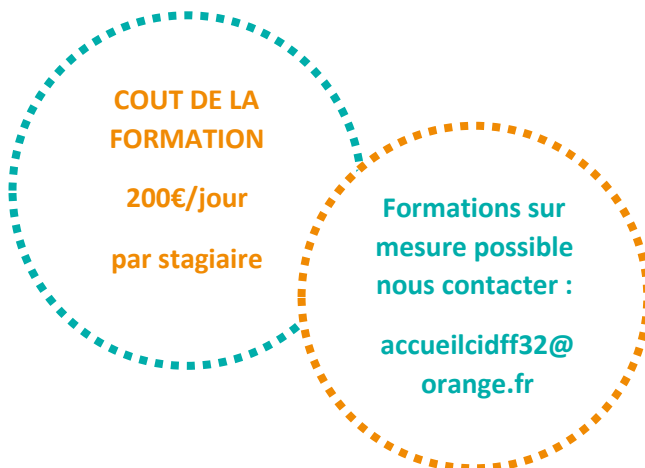 COUT DE LA
FORMATION
200€/jour
par stagiaire
Formations sur
mesure possible
nous contacter :
accueilcidff32@
orange.fr